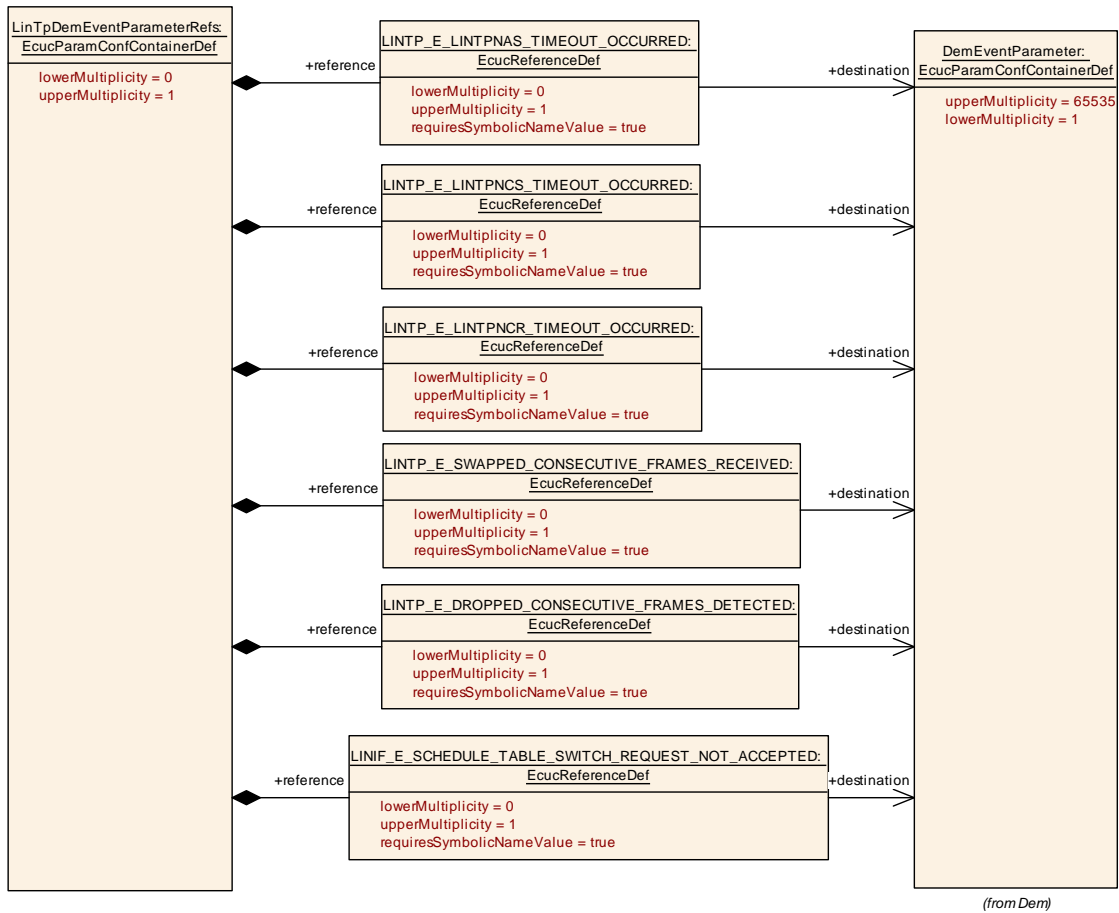 LinTpDemEventParameterRefs:
EcucParamConfContainerDef
lowerMultiplicity = 0
upperMultiplicity = 1
+reference
LINTP_E_LINTPNAS_TIMEOUT_OCCURRED:
EcucReferenceDef
lowerMultiplicity = 0
upperMultiplicity = 1
requiresSymbolicNameValue = true
+destination
DemEventParameter:
EcucParamConfContainerDef
upperMultiplicity = 65535
lowerMultiplicity = 1
+reference
LINTP_E_LINTPNCS_TIMEOUT_OCCURRED:
EcucReferenceDef
lowerMultiplicity = 0
upperMultiplicity = 1
requiresSymbolicNameValue = true
+destination
+reference
LINTP_E_LINTPNCR_TIMEOUT_OCCURRED:
EcucReferenceDef
lowerMultiplicity = 0
upperMultiplicity = 1
requiresSymbolicNameValue = true
+destination
+reference
LINTP_E_SWAPPED_CONSECUTIVE_FRAMES_RECEIVED:
EcucReferenceDef
lowerMultiplicity = 0
upperMultiplicity = 1
requiresSymbolicNameValue = true
+destination
+reference
LINTP_E_DROPPED_CONSECUTIVE_FRAMES_DETECTED:
EcucReferenceDef
lowerMultiplicity = 0
upperMultiplicity = 1
requiresSymbolicNameValue = true
+destination
+reference
LINIF_E_SCHEDULE_TABLE_SWITCH_REQUEST_NOT_ACCEPTED:
EcucReferenceDef
lowerMultiplicity = 0
upperMultiplicity = 1
requiresSymbolicNameValue = true
+destination
(from Dem)